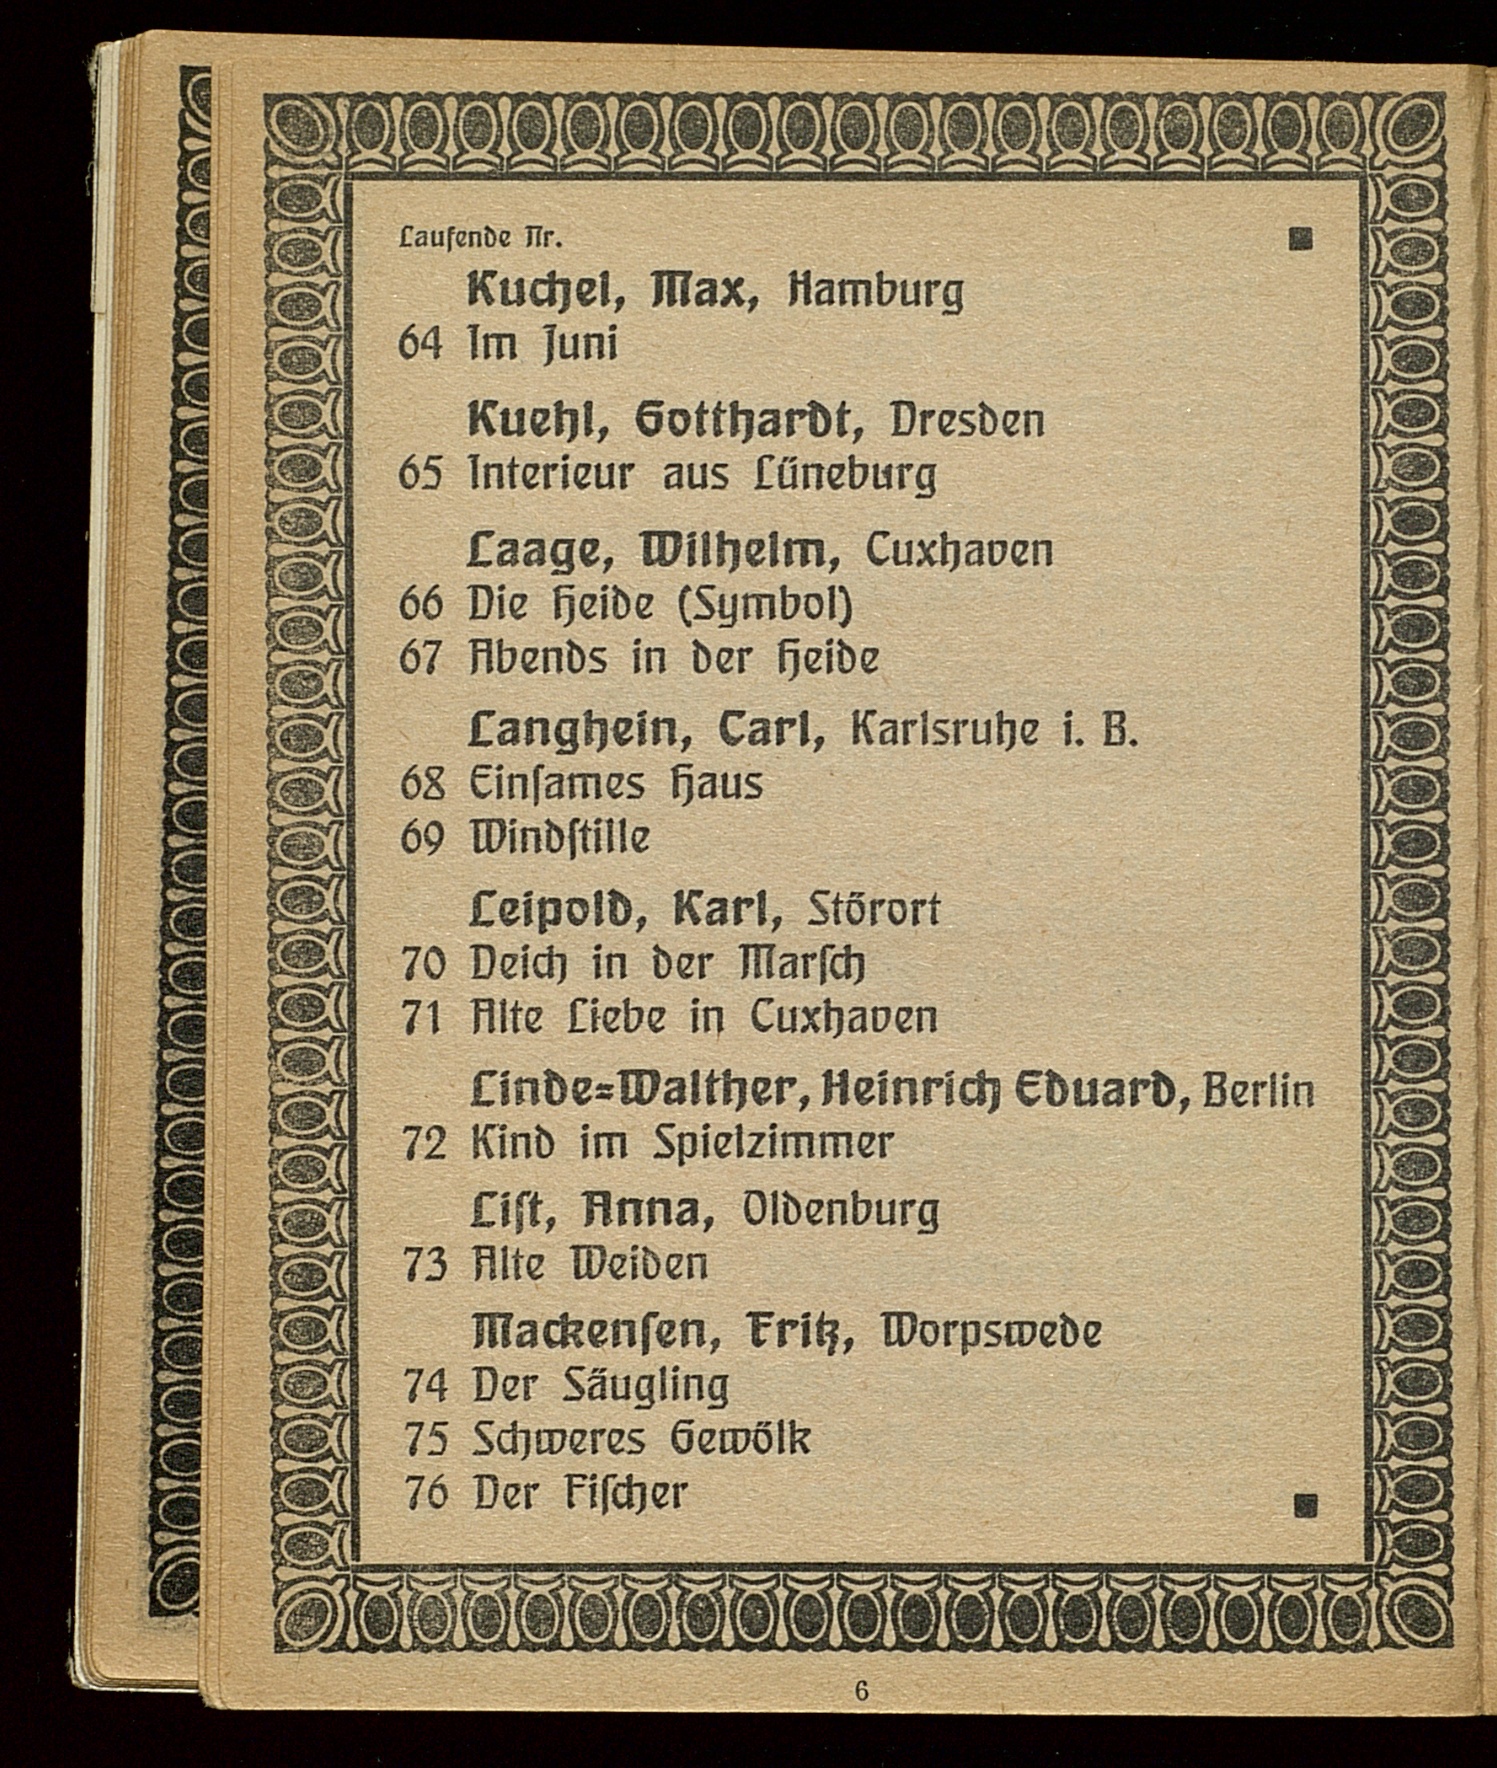 Laufende Nr.
Kuchel, Max, Hamburg
64 Im Juni
Kuehl, Gotthardt, Dresden
65 Interieur aus Lüneburg
Laage, Wilhelm, Cuxhaven
66 Die Heide (Symbol)
67 Abends in der Heide
Langhein, Carl, Karlsruhe i. B.
68 Einſames Haus
69 Windſtille
Leipold, Karl, Störort
70 Deich in der Marſch
71 Alte Liebe in Cuxhaven
Linde=Walther, Heinrich Eduard, Berlin
72 Kind im Spielzimmer
Liſt, Anna, Oldenburg
73 Alte Weiden
Mackenſen, Fritz, Worpswede
74 Der Säugling
75 Schweres Gewölk
76 Der Fiſcher
6